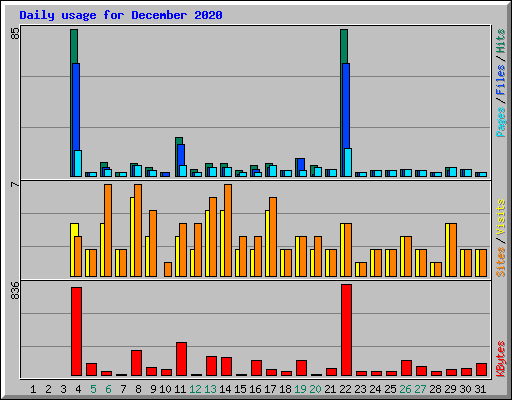 Daily usage for December 2020
85
Pages / Files / Hits
7
Sites / Visits
836
KBytes
1 2 3 4 5 6 7 8 9 10 11 12 13 14 15 16 17 18 19 20 21 22 23 24 25 26 27 28 29 30 31